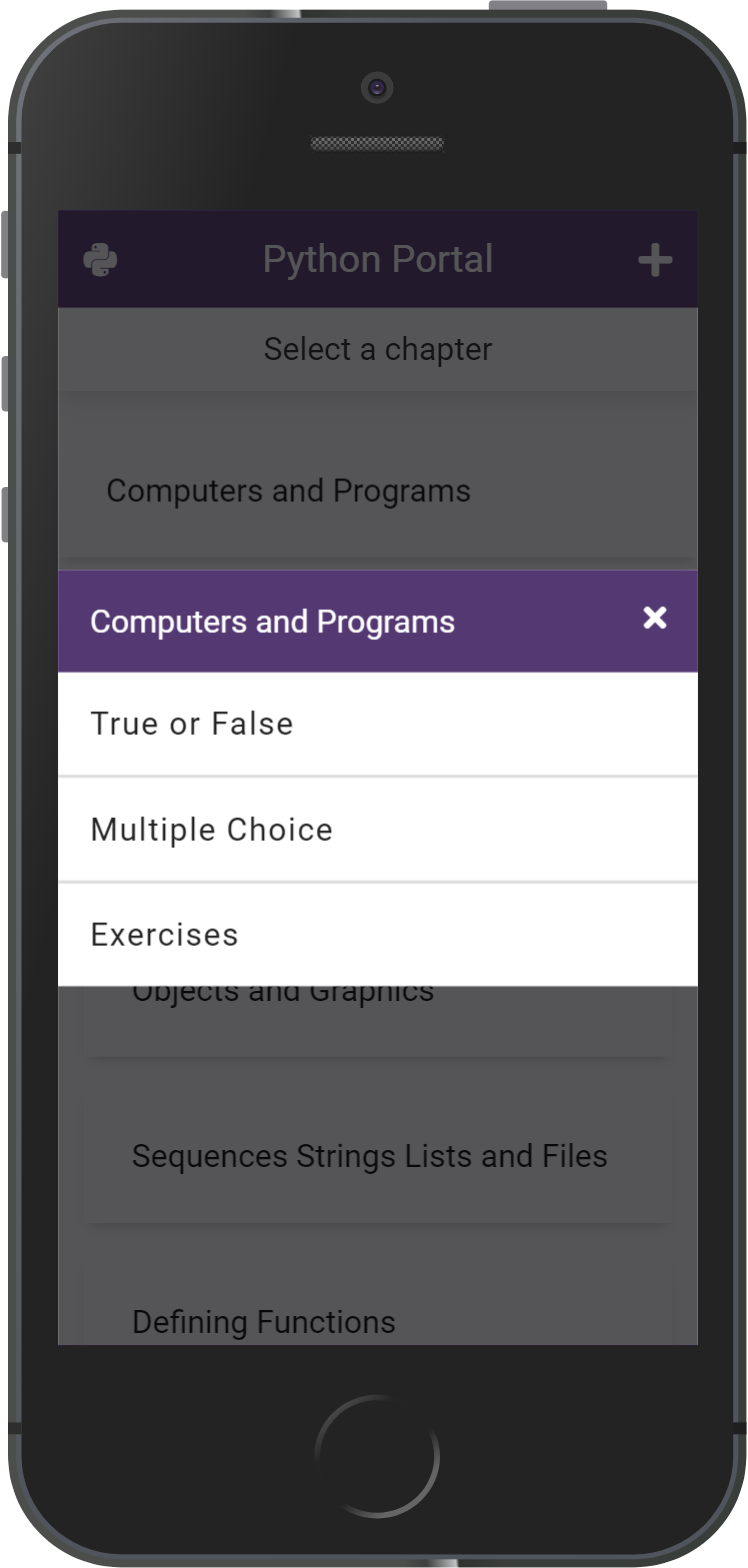 Python Portal
Select a chapter
Computers and Programs
Computers and Programs
True or False
Multiple Choice
Exercises
Objects and Graphics
Sequences Strings Lists and Files
Defining Functions